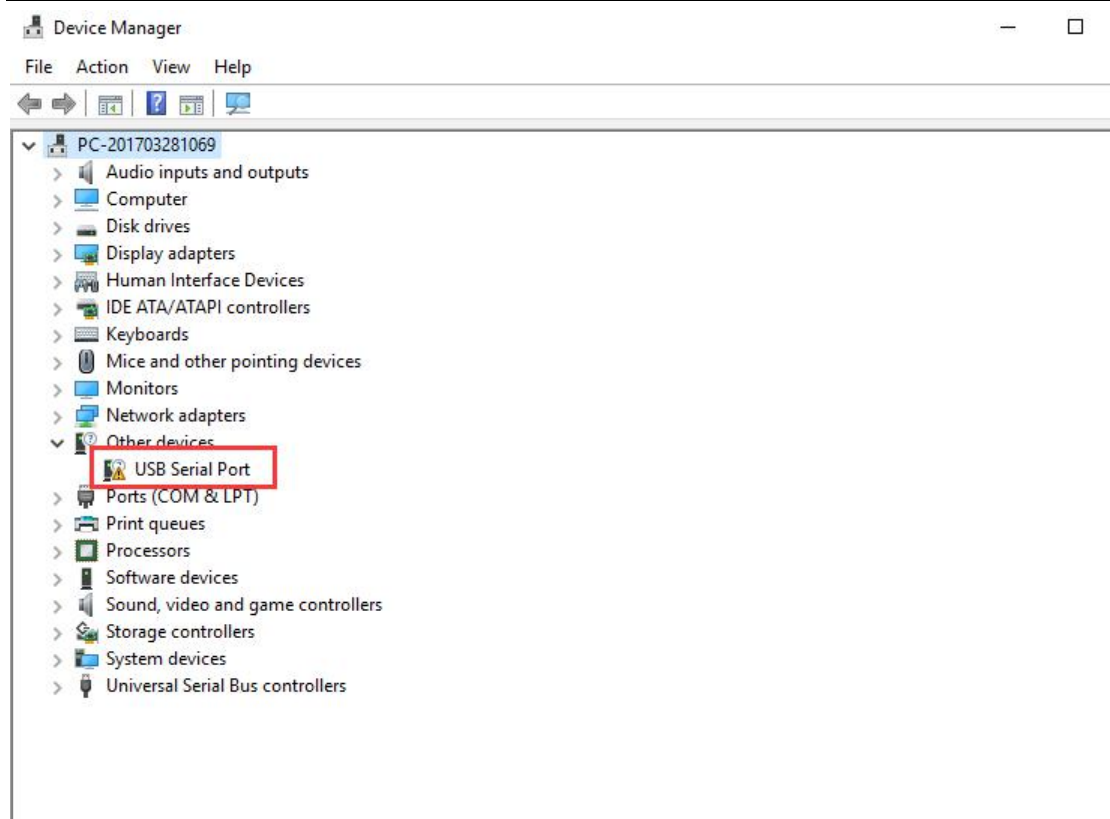 Device Manager
File Action View Help
PC-201703281069
Audio inputs and outputs
Computer
Disk drives
Display adapters
Human Interface Devices
IDE ATA/ATAPI controllers
Keyboards
Mice and other pointing devices
Monitors
Network adapters
Other devices
USB Serial Port
Ports (COM & LPT)
Print queues
Processors
Software devices
Sound, video and game controllers
Storage controllers
System devices
Universal Serial Bus controllers